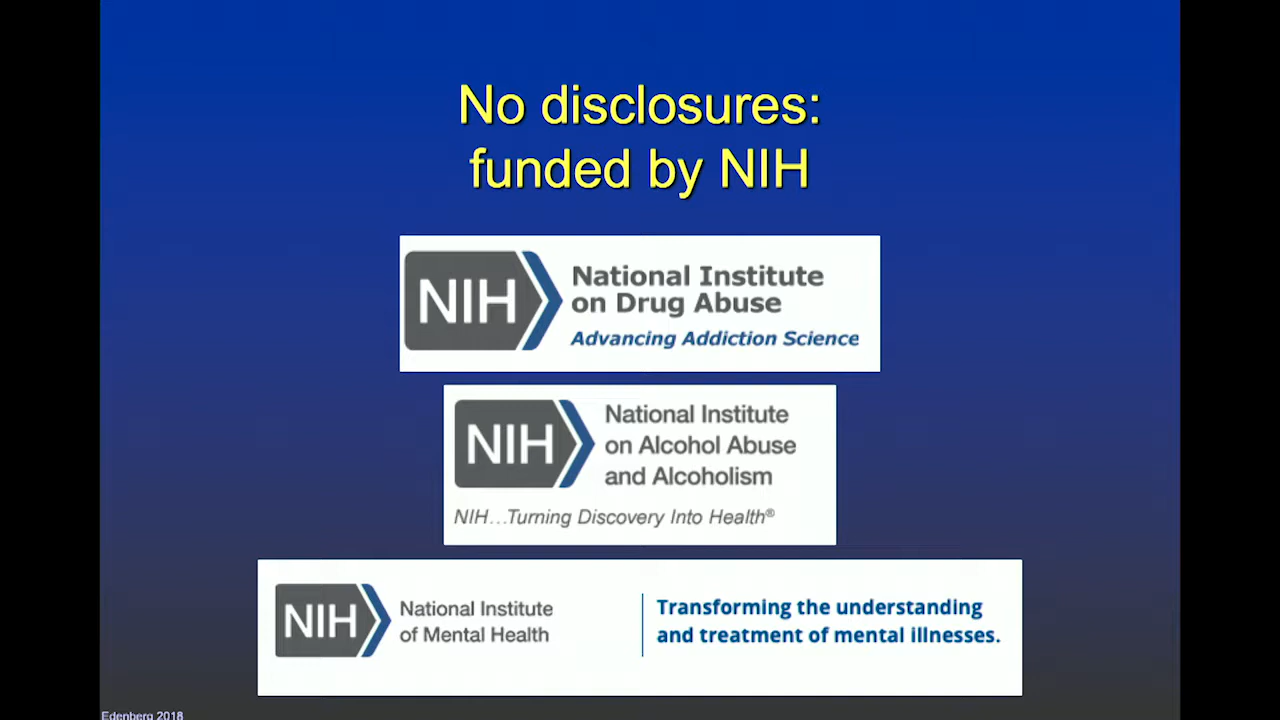 No disclosures:
funded by NIH
NIH
National Institute
on Drug Abuse
Advancing Addiction Science
NIH
National Institute
on Alcohol Abuse
and Alcoholism
NIH...Turning Discovery Into Health®
NIH
National Institute
of Mental Health
Transforming the understanding
and treatment of mental illnesses.
Edenberg 2018